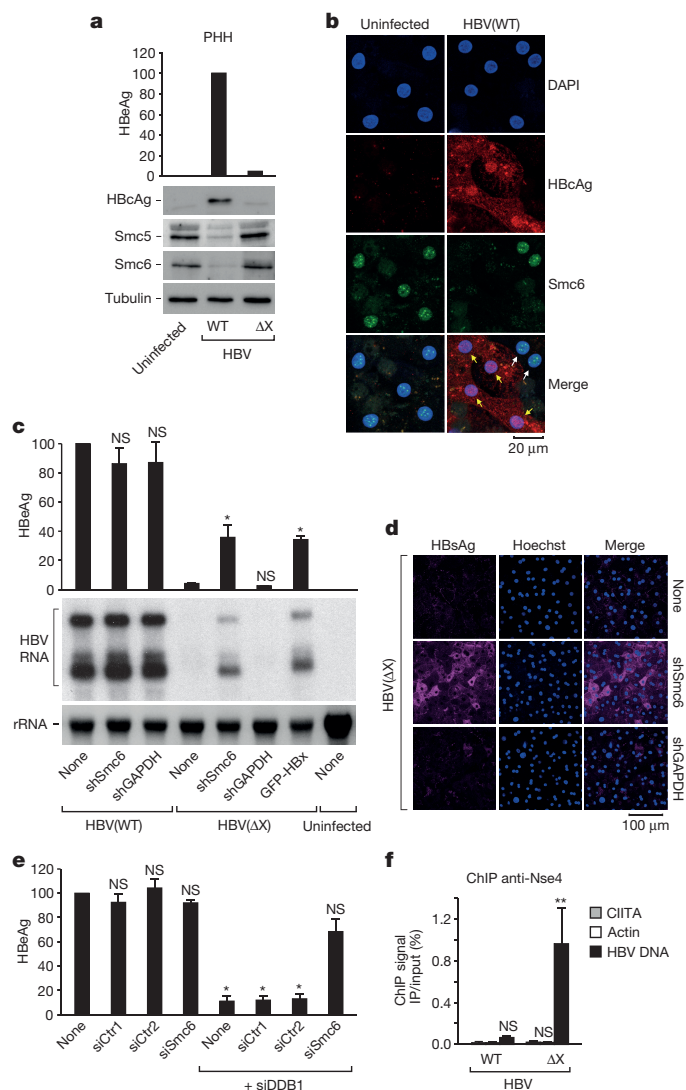 a
PHH
HBeAg
100
80
60
40
20
0
HBcAg
Smc5
Smc6
Tubulin
Uninfected
WT
ΔX
HBV
b
Uninfected
HBV(WT)
DAPI
HBcAg
Smc6
Merge
20 μm
c
HBeAg
100
80
60
40
20
0
NS
NS
*
NS
*
HBV
RNA
rRNA
None
shSmc6
shGAPDH
None
shSmc6
shGAPDH
GFP-HBx
None
HBV(WT)
HBV(ΔX)
Uninfected
d
HBsAg
Hoechst
Merge
HBV(ΔX)
None
shSmc6
shGAPDH
100 μm
e
HBeAg
120
100
80
60
40
20
0
NS
NS
NS
*
*
*
NS
None
siCtr1
siCtr2
siSmc6
None
siCtr1
siCtr2
siSmc6
+ siDDB1
f
ChIP anti-Nse4
ChIP signal
IP/input (%)
1.2
0.8
0.4
0
NS
NS
**
WT
ΔX
HBV
CIITA
Actin
HBV DNA